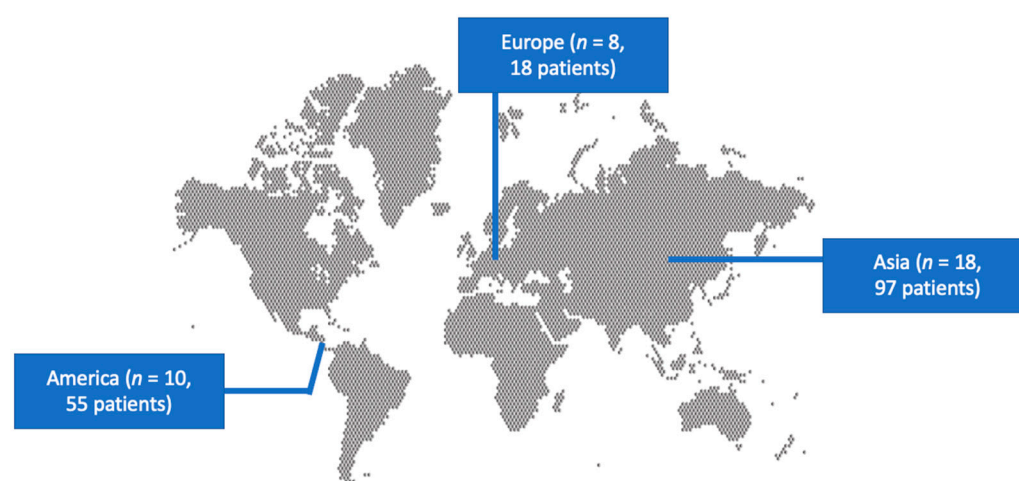 Europe (n = 8,
18 patients)
Asia (n = 18,
97 patients)
America (n = 10,
55 patients)